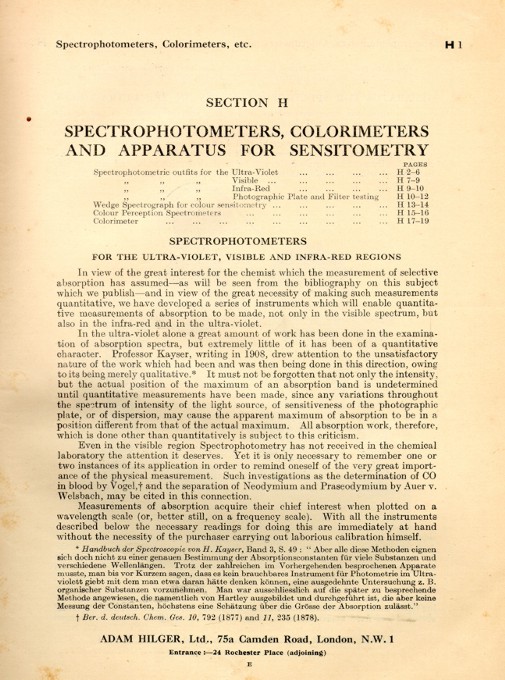 Spectrophotometers, Colorimeters, etc. H 1
SECTION H
SPECTROPHOTOMETERS, COLORIMETERS
AND APPARATUS FOR SENSITOMETRY
PAGES
Spectrophotometric outfits for the Ultra-Violet ... ... ... ... H 2–6
„ „ „ Visible ... ... ... ... ... H 7–9
„ „ „ Infra-Red ... ... ... ... H 9–10
„ „ „ Photographic Plate and Filter testing H 10–12
Wedge Spectrograph for colour sensitometry ... ... ... ... ... H 13–14
Colour Perception Spectrometers ... ... ... ... ... ... H 15–16
Colorimeter ... ... ... ... ... ... ... ... ... H 17–19
SPECTROPHOTOMETERS
FOR THE ULTRA-VIOLET, VISIBLE AND INFRA-RED REGIONS
In view of the great interest for the chemist which the measurement of selective
absorption has assumed—as will be seen from the bibliography on this subject
which we publish—and in view of the great necessity of making such measurements
quantitative, we have developed a series of instruments which will enable quantita-
tive measurements of absorption to be made, not only in the visible spectrum, but
also in the infra-red and in the ultra-violet.
In the ultra-violet alone a great amount of work has been done in the examina-
tion of absorption spectra, but extremely little of it has been of a quantitative
character. Professor Kayser, writing in 1908, drew attention to the unsatisfactory
nature of the work which had been and was then being done in this direction, owing
to its being merely qualitative.* It must not be forgotten that not only the intensity,
but the actual position of the maximum of an absorption band is undetermined
until quantitative measurements have been made, since any variations throughout
the spectrum of intensity of the light source, of sensitiveness of the photographic
plate, or of dispersion, may cause the apparent maximum of absorption to be in a
position different from that of the actual maximum. All absorption work, therefore,
which is done other than quantitatively is subject to this criticism.
Even in the visible region Spectrophotometry has not received in the chemical
laboratory the attention it deserves. Yet it is only necessary to remember one or
two instances of its application in order to remind oneself of the very great import-
ance of the physical measurement. Such investigations as the determination of CO
in blood by Vogel,† and the separation of Neodymium and Praseodymium by Auer v.
Welsbach, may be cited in this connection.
Measurements of absorption acquire their chief interest when plotted on a
wavelength scale (or, better still, on a frequency scale). With all the instruments
described below the necessary readings for doing this are immediately at hand
without the necessity of the purchaser carrying out laborious calibration himself.
* Handbuch der Spectroscopie von H. Kayser, Band 3, S. 49 : “ Aber alle diese Methoden eignen
sich doch nicht zu einer genauen Bestimmung der Absorptionsconstanten für viele Substanzen und
verschiedene Wellenlängen. Trotz der zahlreichen im Vorhergehenden besprochenen Apparate
musste, man bis vor Kurzem sagen, dass es kein brauchbares Instrument für Photometrie im Ultra-
violett giebt mit dem man etwa daran hätte denken können, eine ausgedehnte Untersuchung z. B.
organischer Substanzen vorzunehmen. Man war ausschliesslich auf die später zu besprechende
Methode angewiesen, die namentlich von Hartley ausgebildet und durchgeführt ist, die aber keine
Messung der Constanten, höchstens eine Schätzung über die Grösse der Absorption zulässt.”
† Ber. d. deutsch. Chem. Ges. 10, 792 (1877) and 11, 235 (1878).
ADAM HILGER, Ltd., 75a Camden Road, London, N.W. 1
Entrance :—24 Rochester Place (adjoining)
E